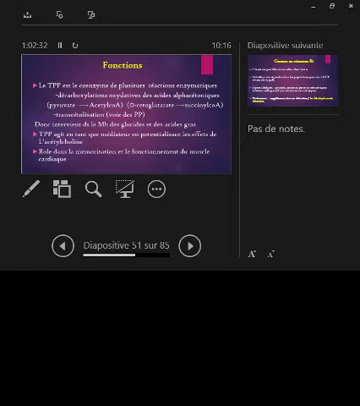 1:02:32
10:16
Diapositive suivante
Fonctions
Le TPP est le coenzyme de plusieurs réactions enzymatiques
-décarboxylations oxydatives des acides alphacétoniques
(pyruvate → AcetylcoA) (α-cetoglutarate → succinylcoA)
-transcétolisation (voie des PP)
Donc intervient ds le Mb des glucides et des acides gras
TPP agit en tant que médiateur en potentialisant les effets de
L'acétylcholine
Role dans la memorisation et le fonctionnement du muscle
cardiaque
Pas de notes.
Diapositive 51 sur 85
A A